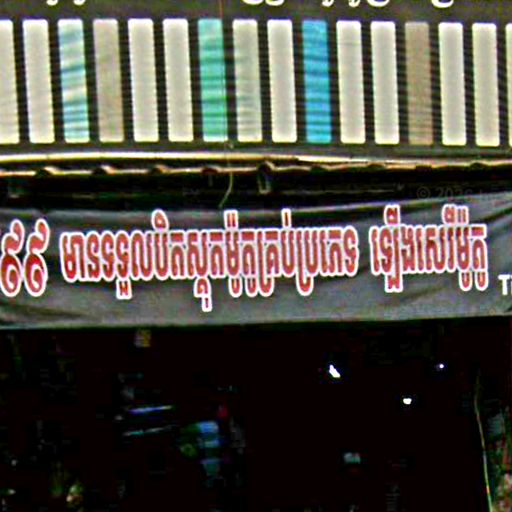 ៩៩ មានទទួលបិតស្គុតម៉ូតូគ្រប់ប្រភេទ ឡើងសេរីម៉ូតូ